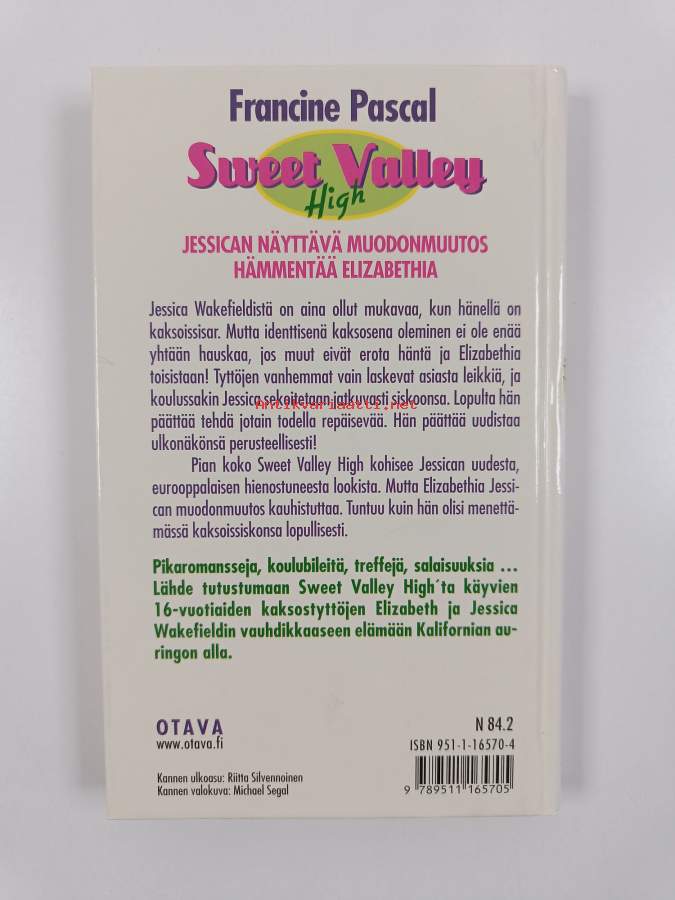 Francine Pascal
Sweet Valley
High
JESSICAN NÄYTTÄVÄ MUODONMUUTOS
HÄMMENTÄÄ ELIZABETHIA
Jessica Wakefieldistä on aina ollut mukavaa, kun hänellä on
kaksoissisar. Mutta identtisenä kaksosena oleminen ei ole enää
yhtään hauskaa, jos muut eivät erota häntä ja Elizabethia
toisistaan! Tyttöjen vanhemmat vain laskevat asiasta leikkiä, ja
koulussakin Jessica sekoitetaan jatkuvasti siskoonsa. Lopulta hän
Antikvariaatti.net
päättää tehdä jotain todella repäisevää. Hän päättää uudistaa
ulkonäkönsä perusteellisesti!
Pian koko Sweet Valley High kohisee Jessican uudesta,
eurooppalaisen hienostuneesta lookista. Mutta Elizabethia Jessi-
can muodonmuutos kauhistuttaa. Tuntuu kuin hän olisi menettä-
mässä kaksoissiskonsa lopullisesti.
Pikaromansseja, koulubileitä, treffejä, salaisuuksia ...
Lähde tutustumaan Sweet Valley High´ta käyvien
16-vuotiaiden kaksostyttöjen Elizabeth ja Jessica
Wakefieldin vauhdikkaaseen elämään Kalifornian au-
ringon alla.
OTAVA
www.otava.fi
N 84.2
ISBN 951-1-16570-4
Kannen ulkoasu: Riitta Silvennoinen
Kannen valokuva: Michael Segal
9 789511 165705